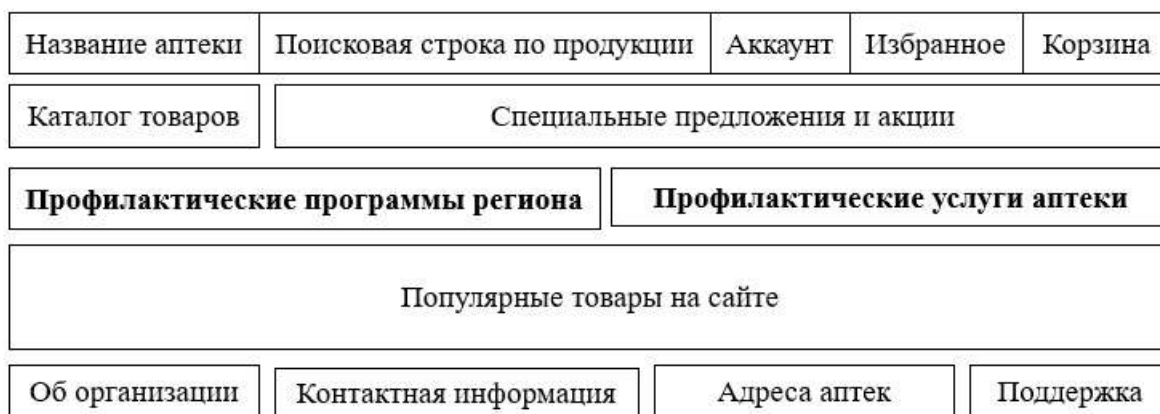 Название аптеки Поисковая строка по продукции Аккаунт Избранное Корзина
Каталог товаров Специальные предложения и акции
Профилактические программы региона Профилактические услуги аптеки
Популярные товары на сайте
Об организации Контактная информация Адреса аптек Поддержка